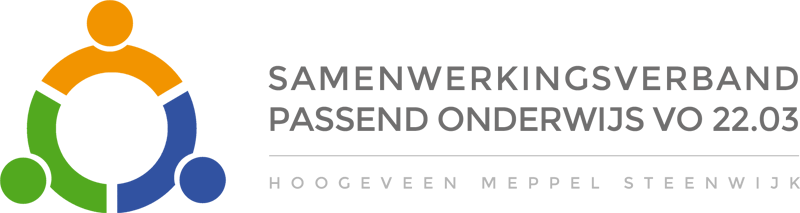 SAMENWERKINGSVERBAND
PASSEND ONDERWIJS VO 22.03
HOOGEVEEN MEPPEL STEENWIJK